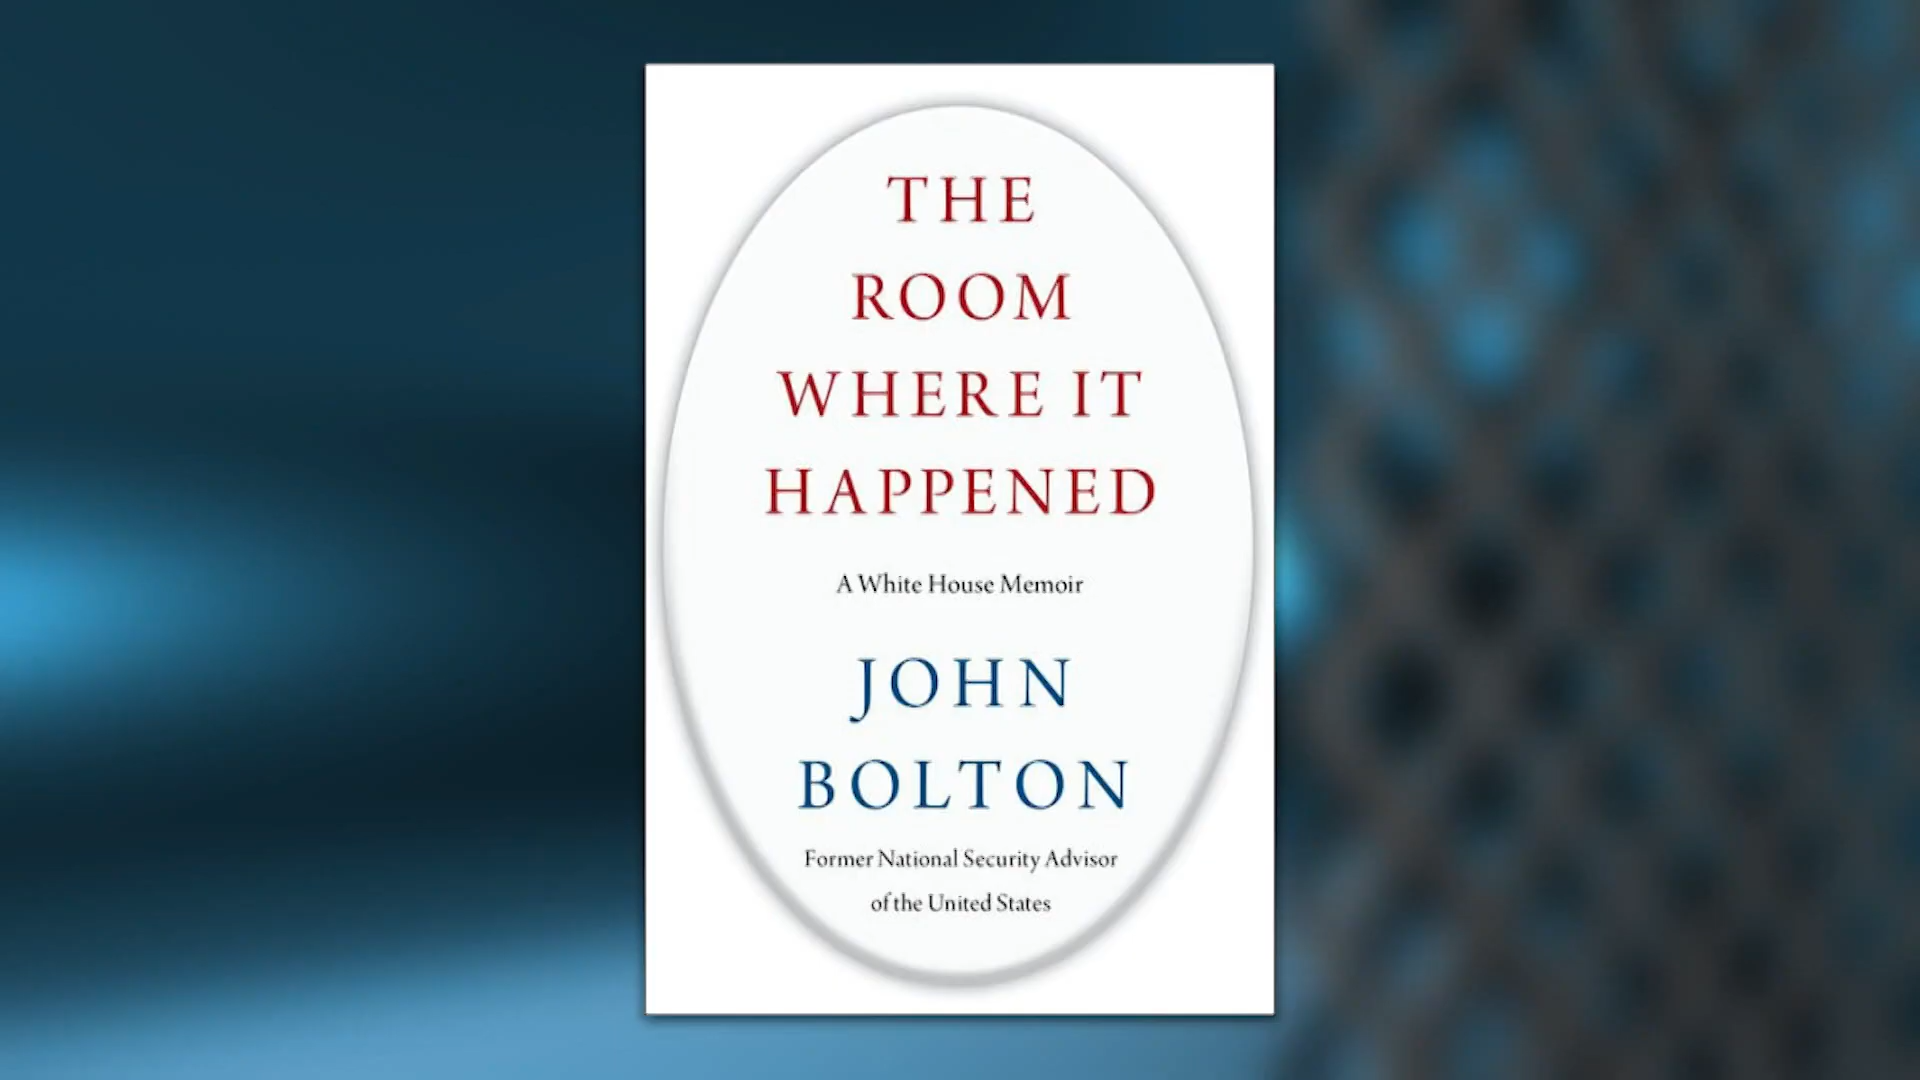 THE
ROOM
WHERE IT
HAPPENED
A White House Memoir
JOHN
BOLTON
Former National Security Advisor
of the United States